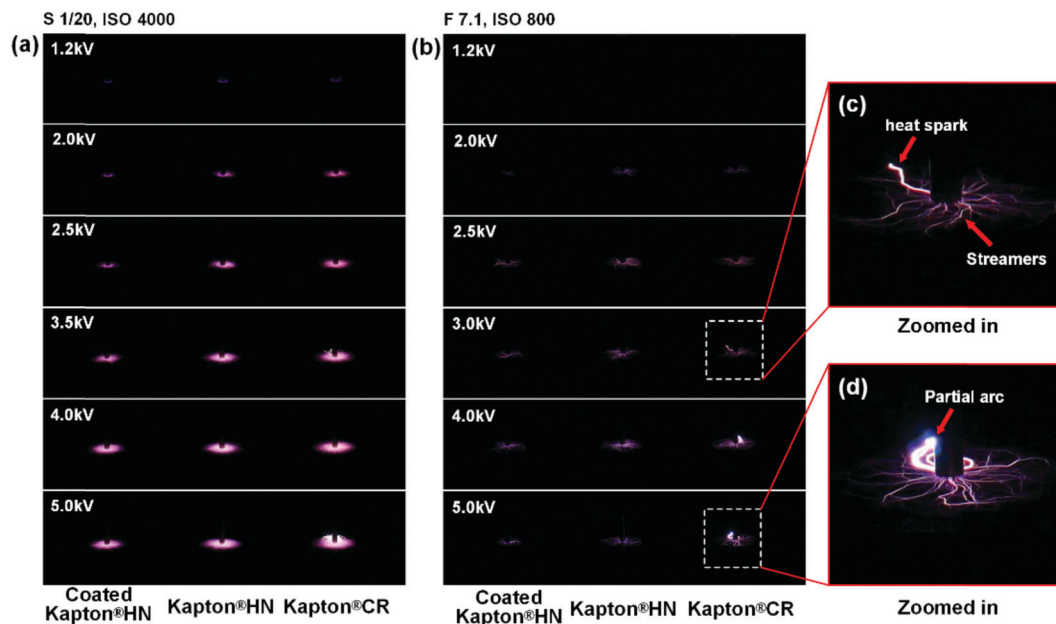 S 1/20, ISO 4000
(a)
1.2kV
2.0kV
2.5kV
3.5kV
4.0kV
5.0kV
Coated
Kapton®HN
Kapton®HN
Kapton®CR
F 7.1, ISO 800
(b)
1.2kV
2.0kV
2.5kV
3.0kV
4.0kV
5.0kV
Coated
Kapton®HN
Kapton®HN
Kapton®CR
(c)
heat spark
Streamers
Zoomed in
(d)
Partial arc
Zoomed in